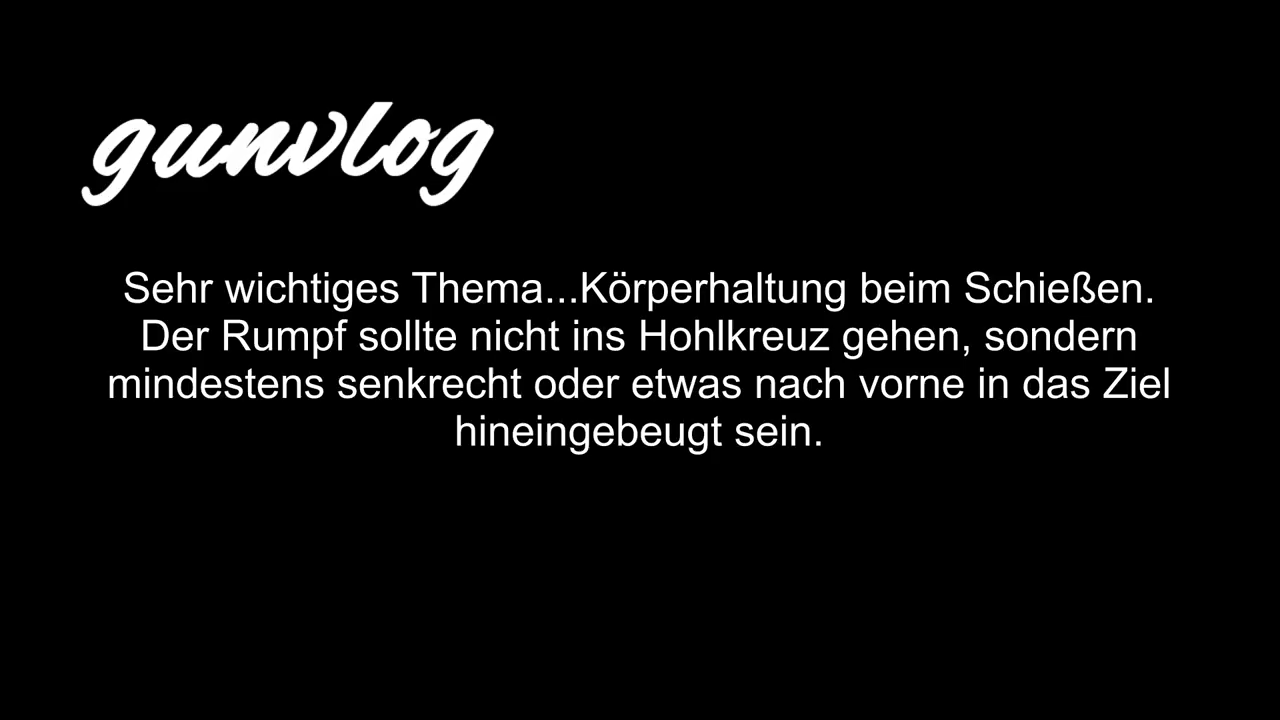 gunvlog
Sehr wichtiges Thema...Körperhaltung beim Schießen.
Der Rumpf sollte nicht ins Hohlkreuz gehen, sondern
mindestens senkrecht oder etwas nach vorne in das Ziel
hineingebeugt sein.